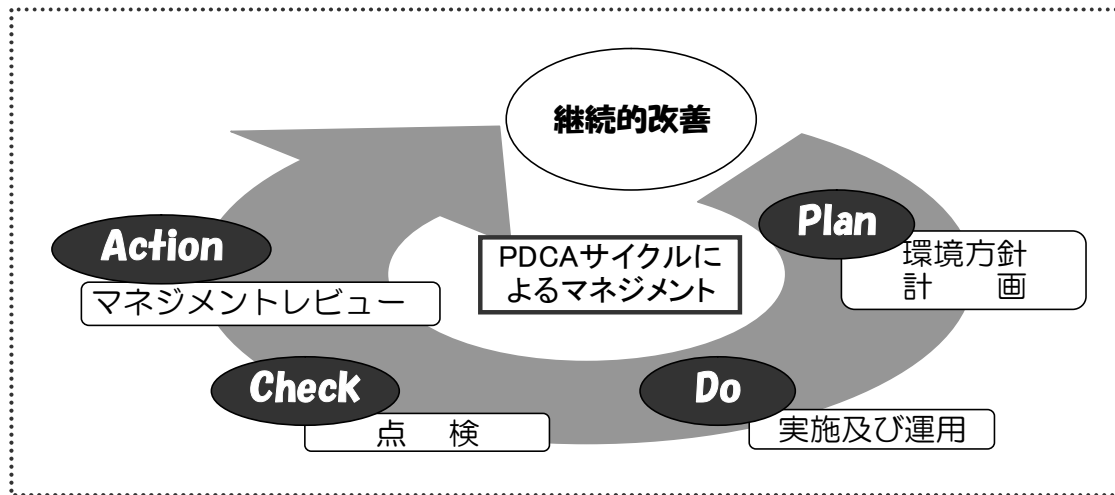 継続的改善
Plan
環境方針
計　画
Action
PDCAサイクルに
よるマネジメント
マネジメントレビュー
Check
点　検
Do
実施及び運用